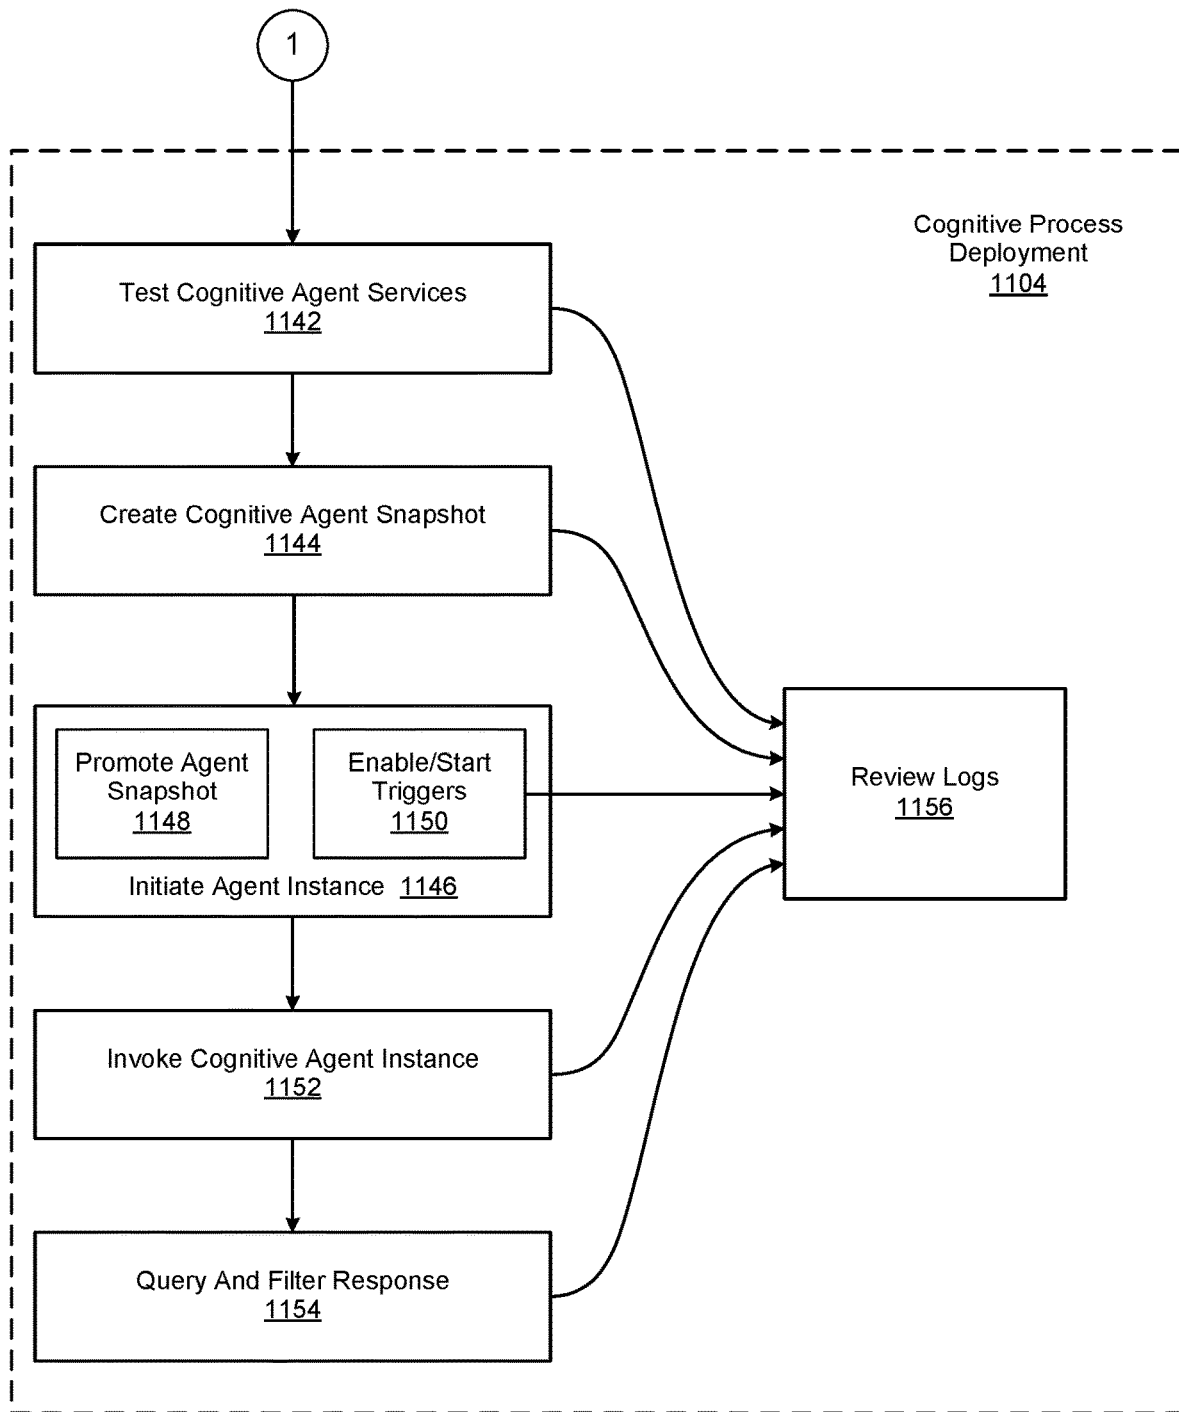 1
Cognitive Process
Deployment
1104
Test Cognitive Agent Services
1142
Create Cognitive Agent Snapshot
1144
Promote Agent
Snapshot
1148
Enable/Start
Triggers
1150
Initiate Agent Instance 1146
Review Logs
1156
Invoke Cognitive Agent Instance
1152
Query And Filter Response
1154